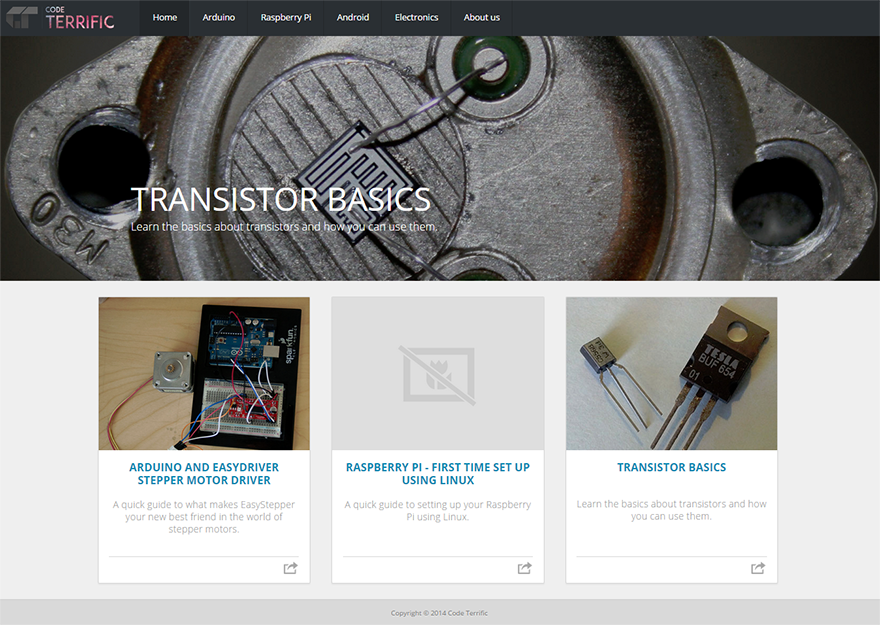 CODE
TERRIFIC
Home Arduino Raspberry Pi Android Electronics About us
TRANSISTOR BASICS
Learn the basics about transistors and how you can use them.
M30
sparkfun
TESLA
BUF 654
01
ARDUINO AND EASYDRIVER
STEPPER MOTOR DRIVER
A quick guide to what makes EasyStepper
your new best friend in the world of
stepper motors.
RASPBERRY PI - FIRST TIME SET UP
USING LINUX
A quick guide to setting up your Raspberry
Pi using Linux.
TRANSISTOR BASICS
Learn the basics about transistors and how
you can use them.
Copyright © 2014 Code Terrific